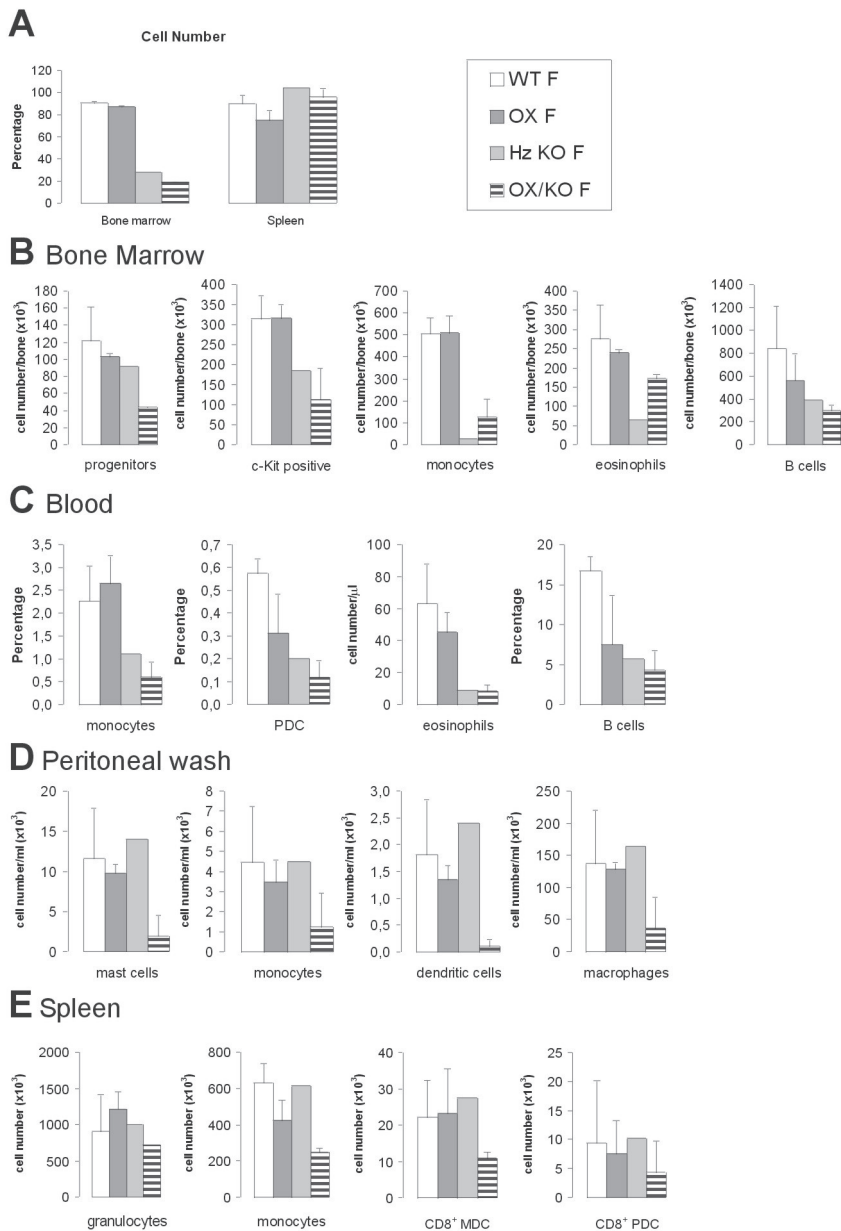 A
Cell Number
Percentage
120
100
80
60
40
20
0
Bone marrow
Spleen
WT F
OX F
Hz KO F
OX/KO F
B Bone Marrow
cell number/bone (x10³)
180
160
140
120
100
80
60
40
20
0
progenitors
cell number/bone (x10³)
400
350
300
250
200
150
100
50
0
c-Kit positive
cell number/bone (x10³)
700
600
500
400
300
200
100
0
monocytes
cell number/bone (x10³)
400
350
300
250
200
150
100
50
0
eosinophils
cell number/bone (x10³)
1400
1200
1000
800
600
400
200
0
B cells
C Blood
Percentage
3,5
3,0
2,5
2,0
1,5
1,0
0,5
0,0
monocytes
Percentage
0,7
0,6
0,5
0,4
0,3
0,2
0,1
0,0
PDC
cell number/µl
100
80
60
40
20
0
eosinophils
Percentage
20
15
10
5
0
B cells
D Peritoneal wash
cell number/ml (x10³)
20
15
10
5
0
mast cells
cell number/ml (x10³)
8
7
6
5
4
3
2
1
0
monocytes
cell number/ml (x10³)
3,0
2,5
2,0
1,5
1,0
0,5
0,0
dendritic cells
cell number/ml (x10³)
250
200
150
100
50
0
macrophages
E Spleen
cell number (x10³)
2000
1500
1000
500
0
granulocytes
cell number (x10³)
800
600
400
200
0
monocytes
cell number (x10³)
40
30
20
10
0
CD8⁺ MDC
cell number (x10³)
25
20
15
10
5
0
CD8⁺ PDC